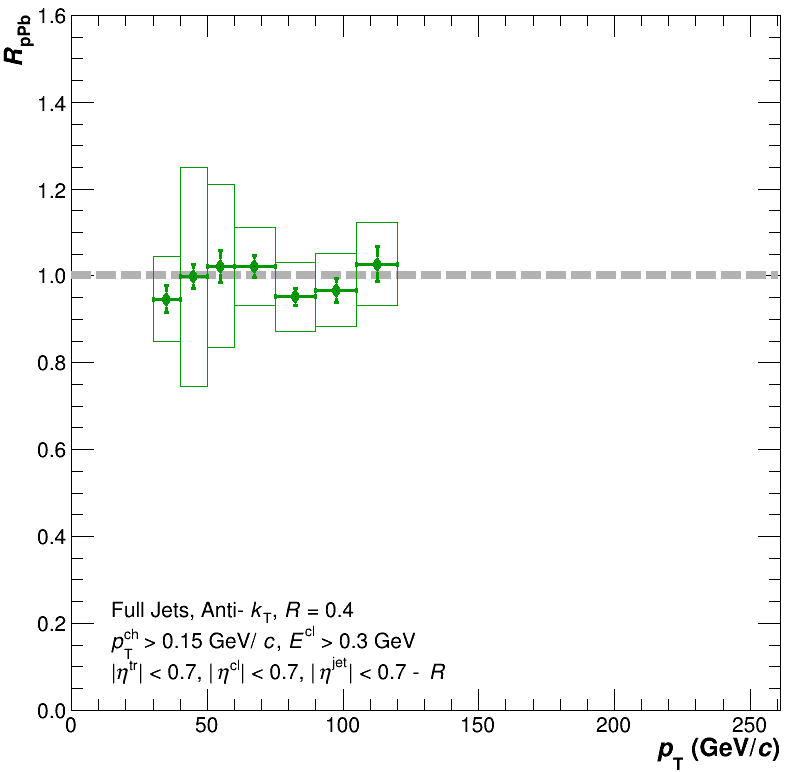 R_pPb
1.6
1.4
1.2
1.0
0.8
0.6
0.4
0.2
0.0
Full Jets, Anti- k_T, R = 0.4
p_T^ch > 0.15 GeV/ c, E^cl > 0.3 GeV
|η^tr| < 0.7, | η^cl| < 0.7, | η^jet| < 0.7 - R
0 50 100 150 200 250
p_T (GeV/c)